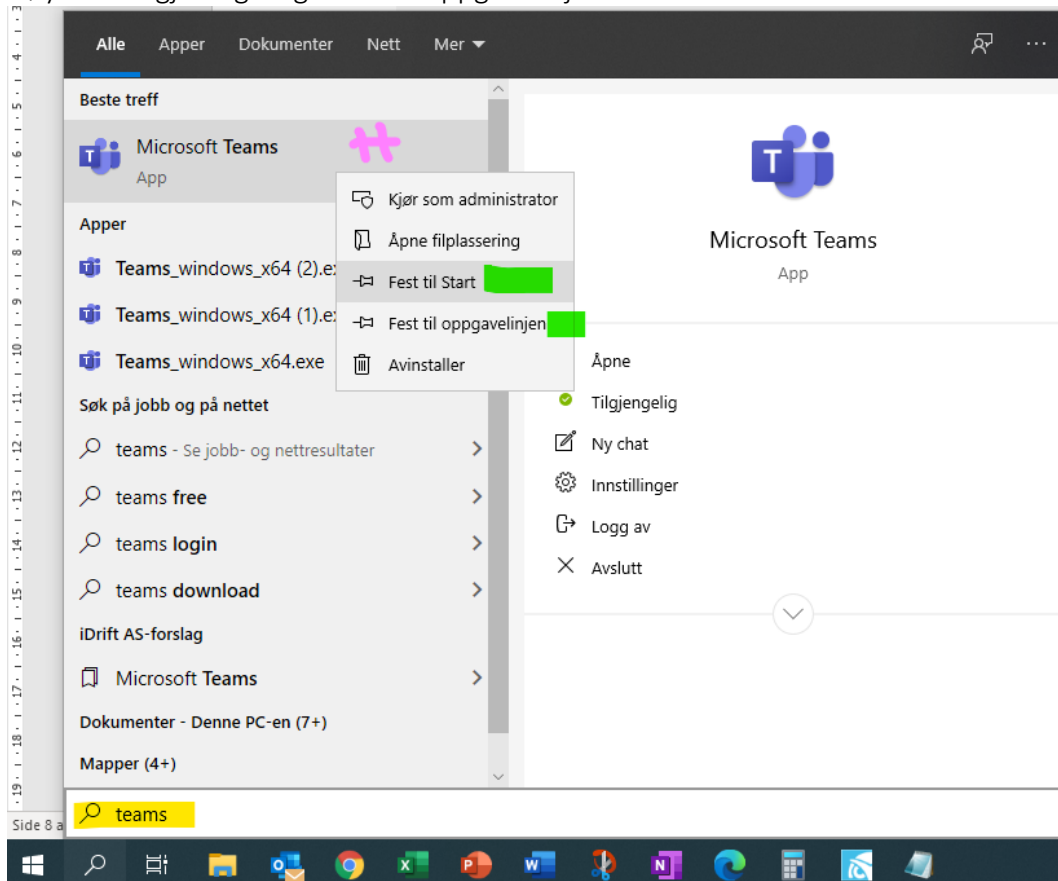 Alle Apper Dokumenter Nett Mer
Beste treff
Microsoft Teams
App
Kjør som administrator
Åpne filplassering
Fest til Start
Fest til oppgavelinjen
Avinstaller
Apper
Teams_windows_x64 (2).e
Teams_windows_x64 (1).e
Teams_windows_x64.exe
Søk på jobb og på nettet
teams - Se jobb- og nettresultater
teams free
teams login
teams download
iDrift AS-forslag
Microsoft Teams
Dokumenter - Denne PC-en (7+)
Mapper (4+)
teams
Microsoft Teams
App
Åpne
Tilgjengelig
Ny chat
Innstillinger
Logg av
Avslutt
Side 8 a